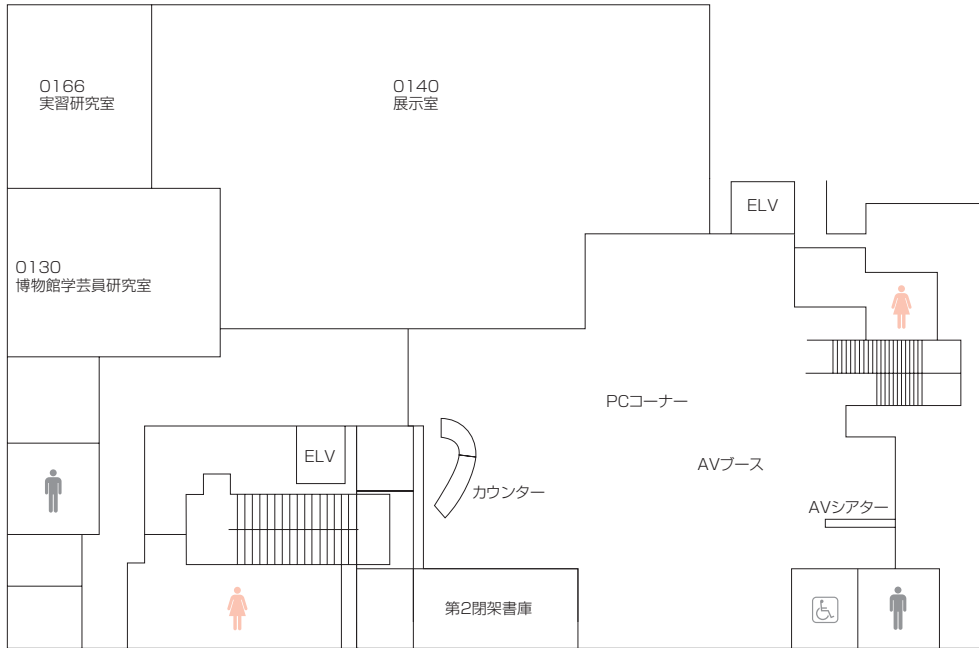 0166
実習研究室
0140
展示室
ELV
0130
博物館学芸員研究室
PCコーナー
ELV
AVブース
カウンター
AVシアター
第2閉架書庫